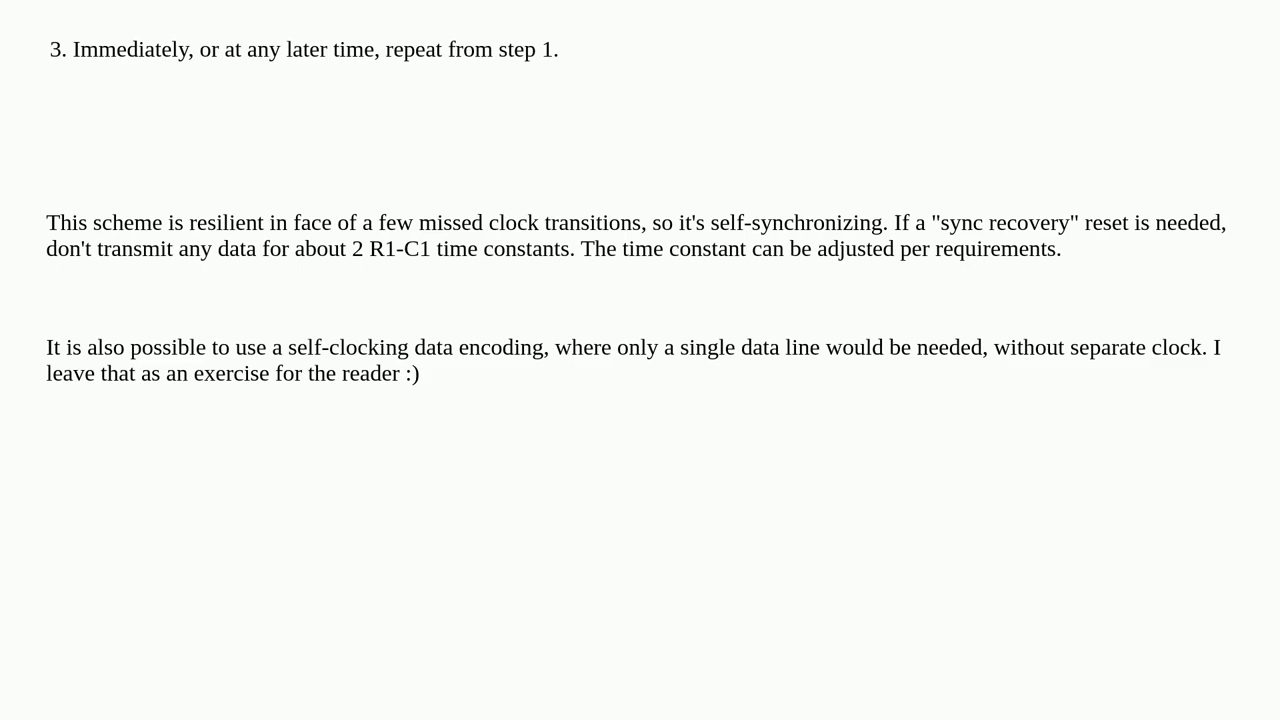 3. Immediately, or at any later time, repeat from step 1.
This scheme is resilient in face of a few missed clock transitions, so it's self-synchronizing. If a "sync recovery" reset is needed,
don't transmit any data for about 2 R1-C1 time constants. The time constant can be adjusted per requirements.
It is also possible to use a self-clocking data encoding, where only a single data line would be needed, without separate clock. I
leave that as an exercise for the reader :)